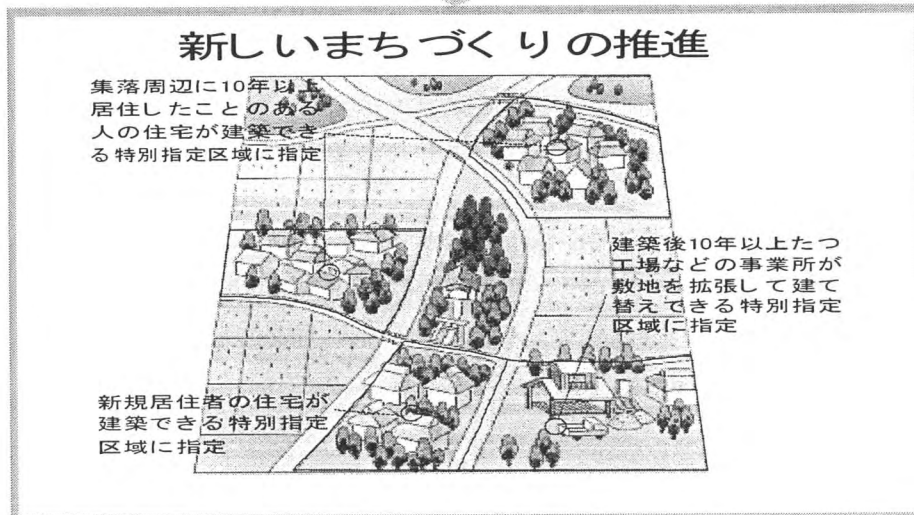 新しいまちづくりの推進
集落周辺に10年以上
居住したことのある
人の住宅が建築でき
る特別指定区域に指定
建築後10年以上たつ
工場などの事業所が
敷地を拡張して建て
替えできる特別指定
区域に指定
新規居住者の住宅が
建築できる特別指定
区域に指定